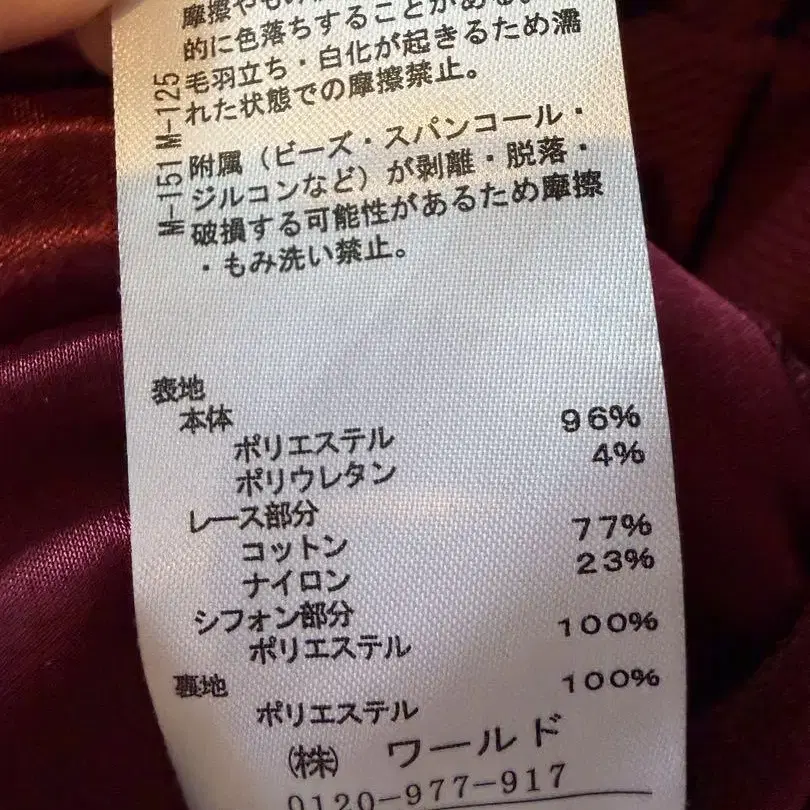 摩擦やもみ
的に色落ちすることがある。
毛羽立ち・白化が起きるため濡
れた状態での摩擦禁止。
M-151 M-125
附属（ビーズ・スパンコール・
ジルコンなど）が剥離・脱落・
破損する可能性があるため摩擦
・もみ洗い禁止。
表地
本体
ポリエステル 96%
ポリウレタン 4%
レース部分
コットン 77%
ナイロン 23%
シフォン部分
ポリエステル 100%
裏地
ポリエステル 100%
㈱ ワールド
0120-977-917